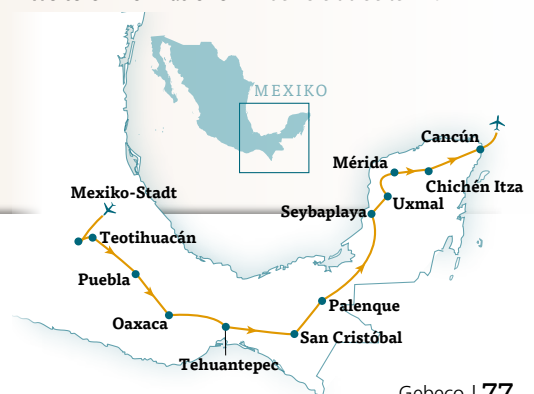 MEXIKO
Cancún
Mérida
Chichén Itza
Uxmal
Seybaplaya
Mexiko-Stadt
Teotihuacán
Puebla
Palenque
Oaxaca
San Cristóbal
Tehuantepec
Gebeco | 77